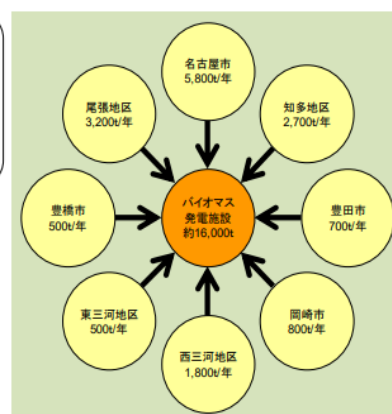 名古屋市
5,800t/年
尾張地区
3,200t/年
知多地区
2,700t/年
豊橋市
500t/年
バイオマス
発電施設
約16,000t
豊田市
700t/年
東三河地区
500t/年
岡崎市
800t/年
西三河地区
1,800t/年